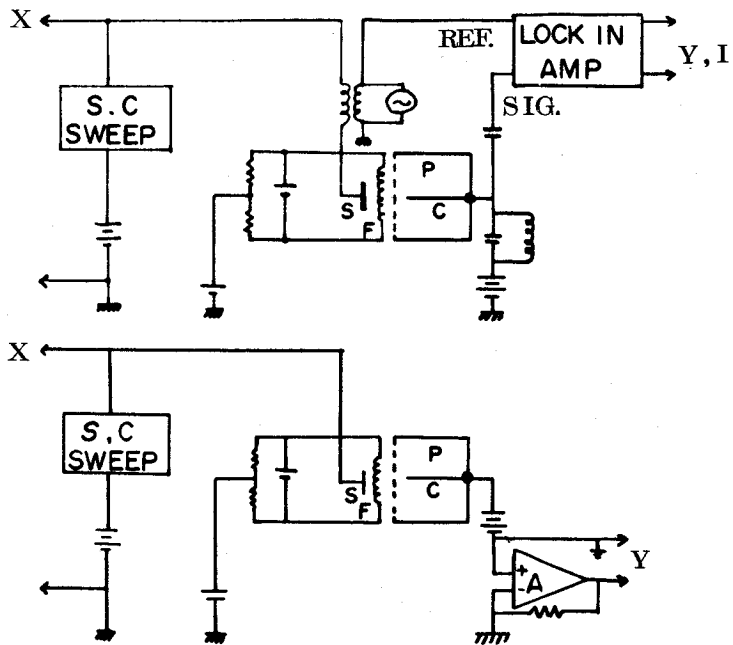 X
REF.
LOCK IN
AMP
Y, I
SIG.
S.C
SWEEP
P
S
C
F
X
S,C
SWEEP
P
S
C
F
Y
+
A
-